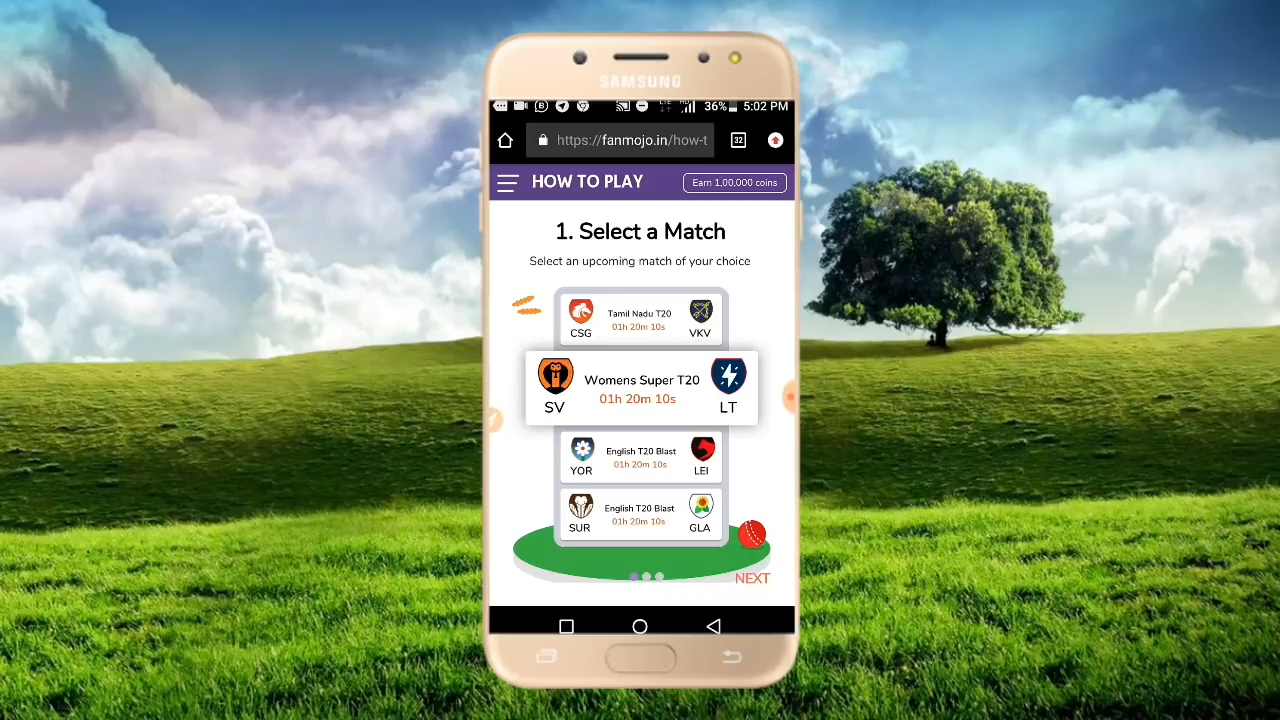 SAMSUNG
36% 5:02 PM
https://fanmojo.in/how-t
32
HOW TO PLAY
Earn 1,00,000 coins
1. Select a Match
Select an upcoming match of your choice
Tamil Nadu T20
01h 20m 10s
CSG VKV
Womens Super T20
01h 20m 10s
SV LT
English T20 Blast
01h 20m 10s
YOR LEI
English T20 Blast
01h 20m 10s
SUR GLA
NEXT